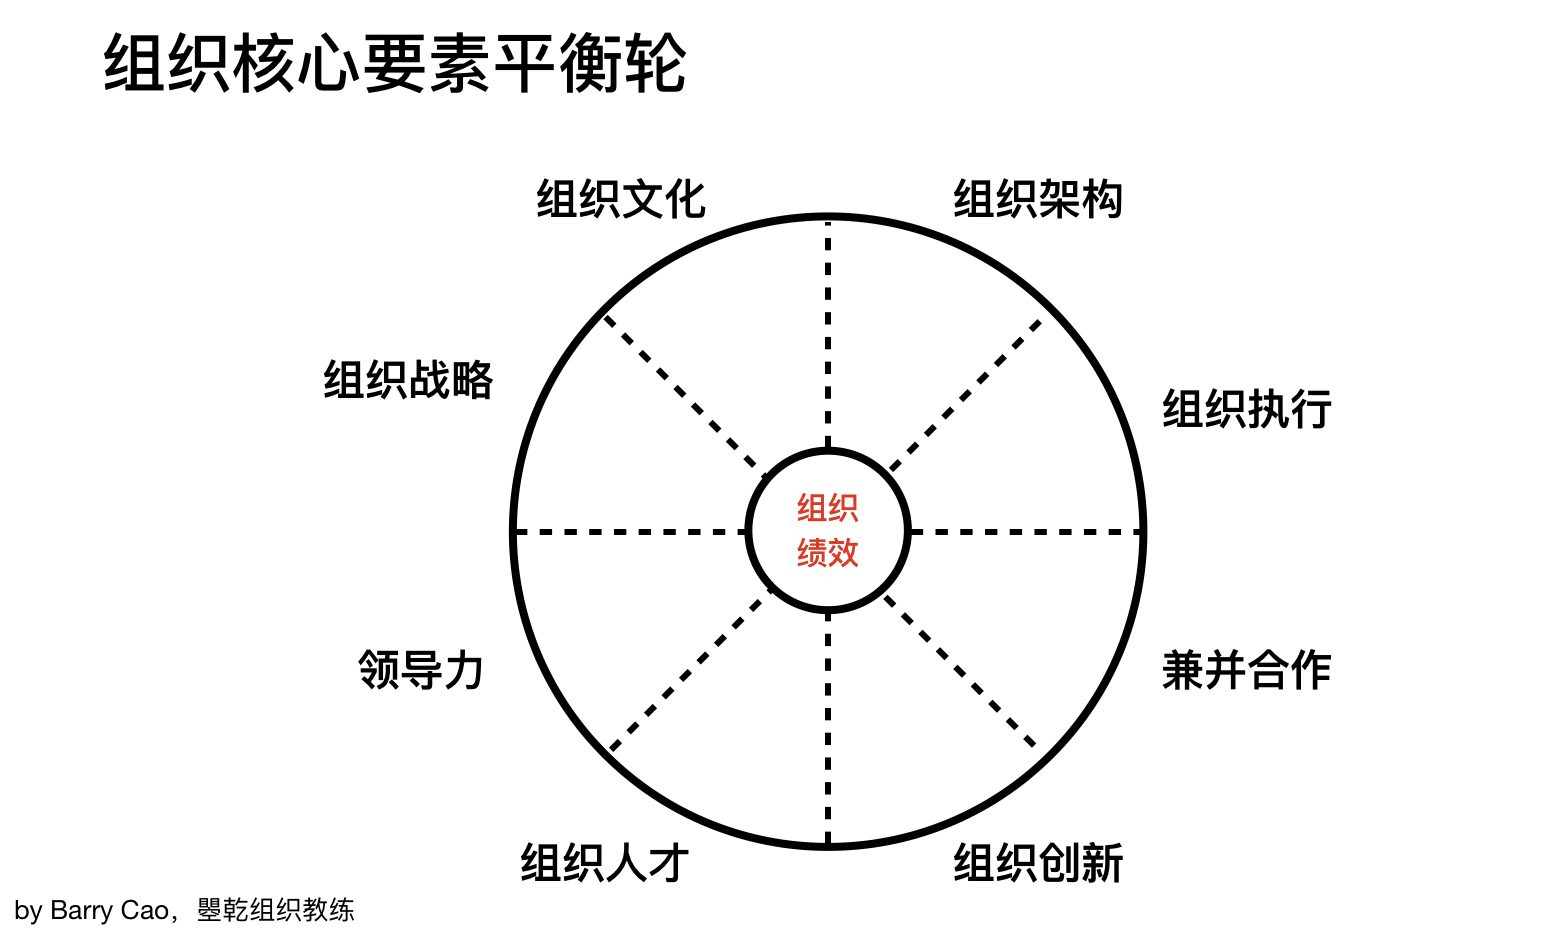 组织核心要素平衡轮
组织文化
组织架构
组织战略
组织执行
组织
绩效
领导力
兼并合作
组织人才
组织创新
by Barry Cao，曌乾组织教练